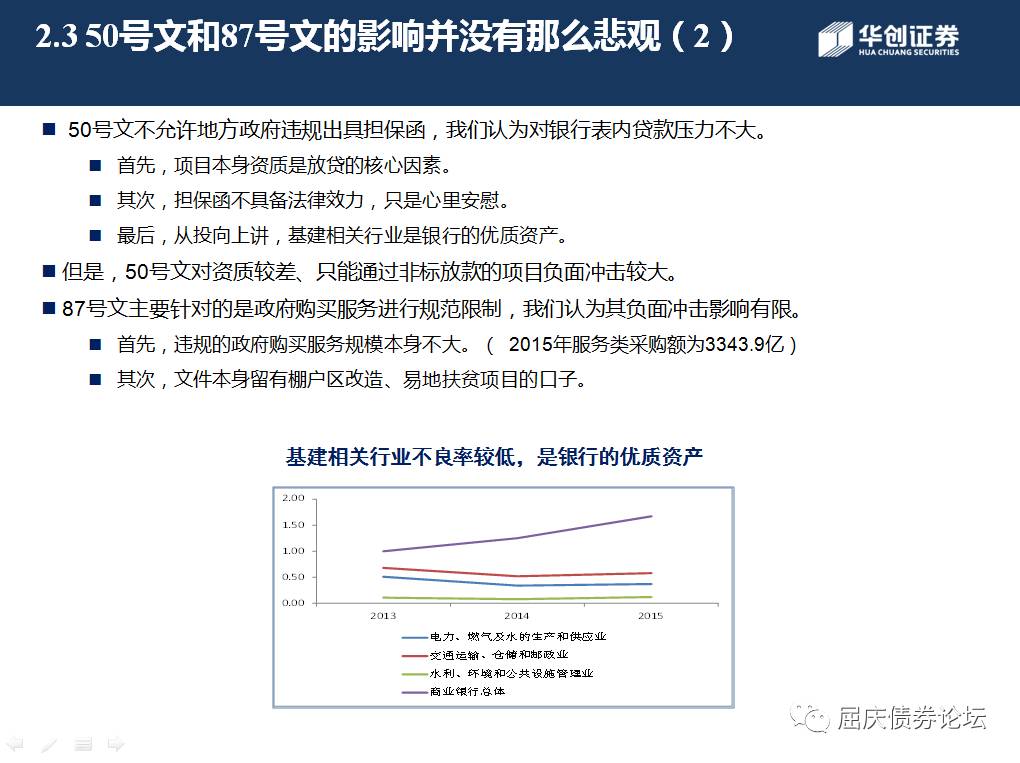 2.3 50号文和87号文的影响并没有那么悲观（2）
华创证券
HUA CHUANG SECURITIES
50号文不允许地方政府违规出具担保函，我们认为对银行表内贷款压力不大。
首先，项目本身资质是放贷的核心因素。
其次，担保函不具备法律效力，只是心里安慰。
最后，从投向上讲，基建相关行业是银行的优质资产。
但是，50号文对资质较差、只能通过非标放款的项目负面冲击较大。
87号文主要针对的是政府购买服务进行规范限制，我们认为其负面冲击影响有限。
首先，违规的政府购买服务规模本身不大。（ 2015年服务类采购额为3343.9亿）
其次，文件本身留有棚户区改造、易地扶贫项目的口子。
基建相关行业不良率较低，是银行的优质资产
2.00
1.50
1.00
0.50
0.00
2013 2014 2015
电力、燃气及水的生产和供应业
交通运输、仓储和邮政业
水利、环境和公共设施管理业
商业银行总体
屈庆债券论坛